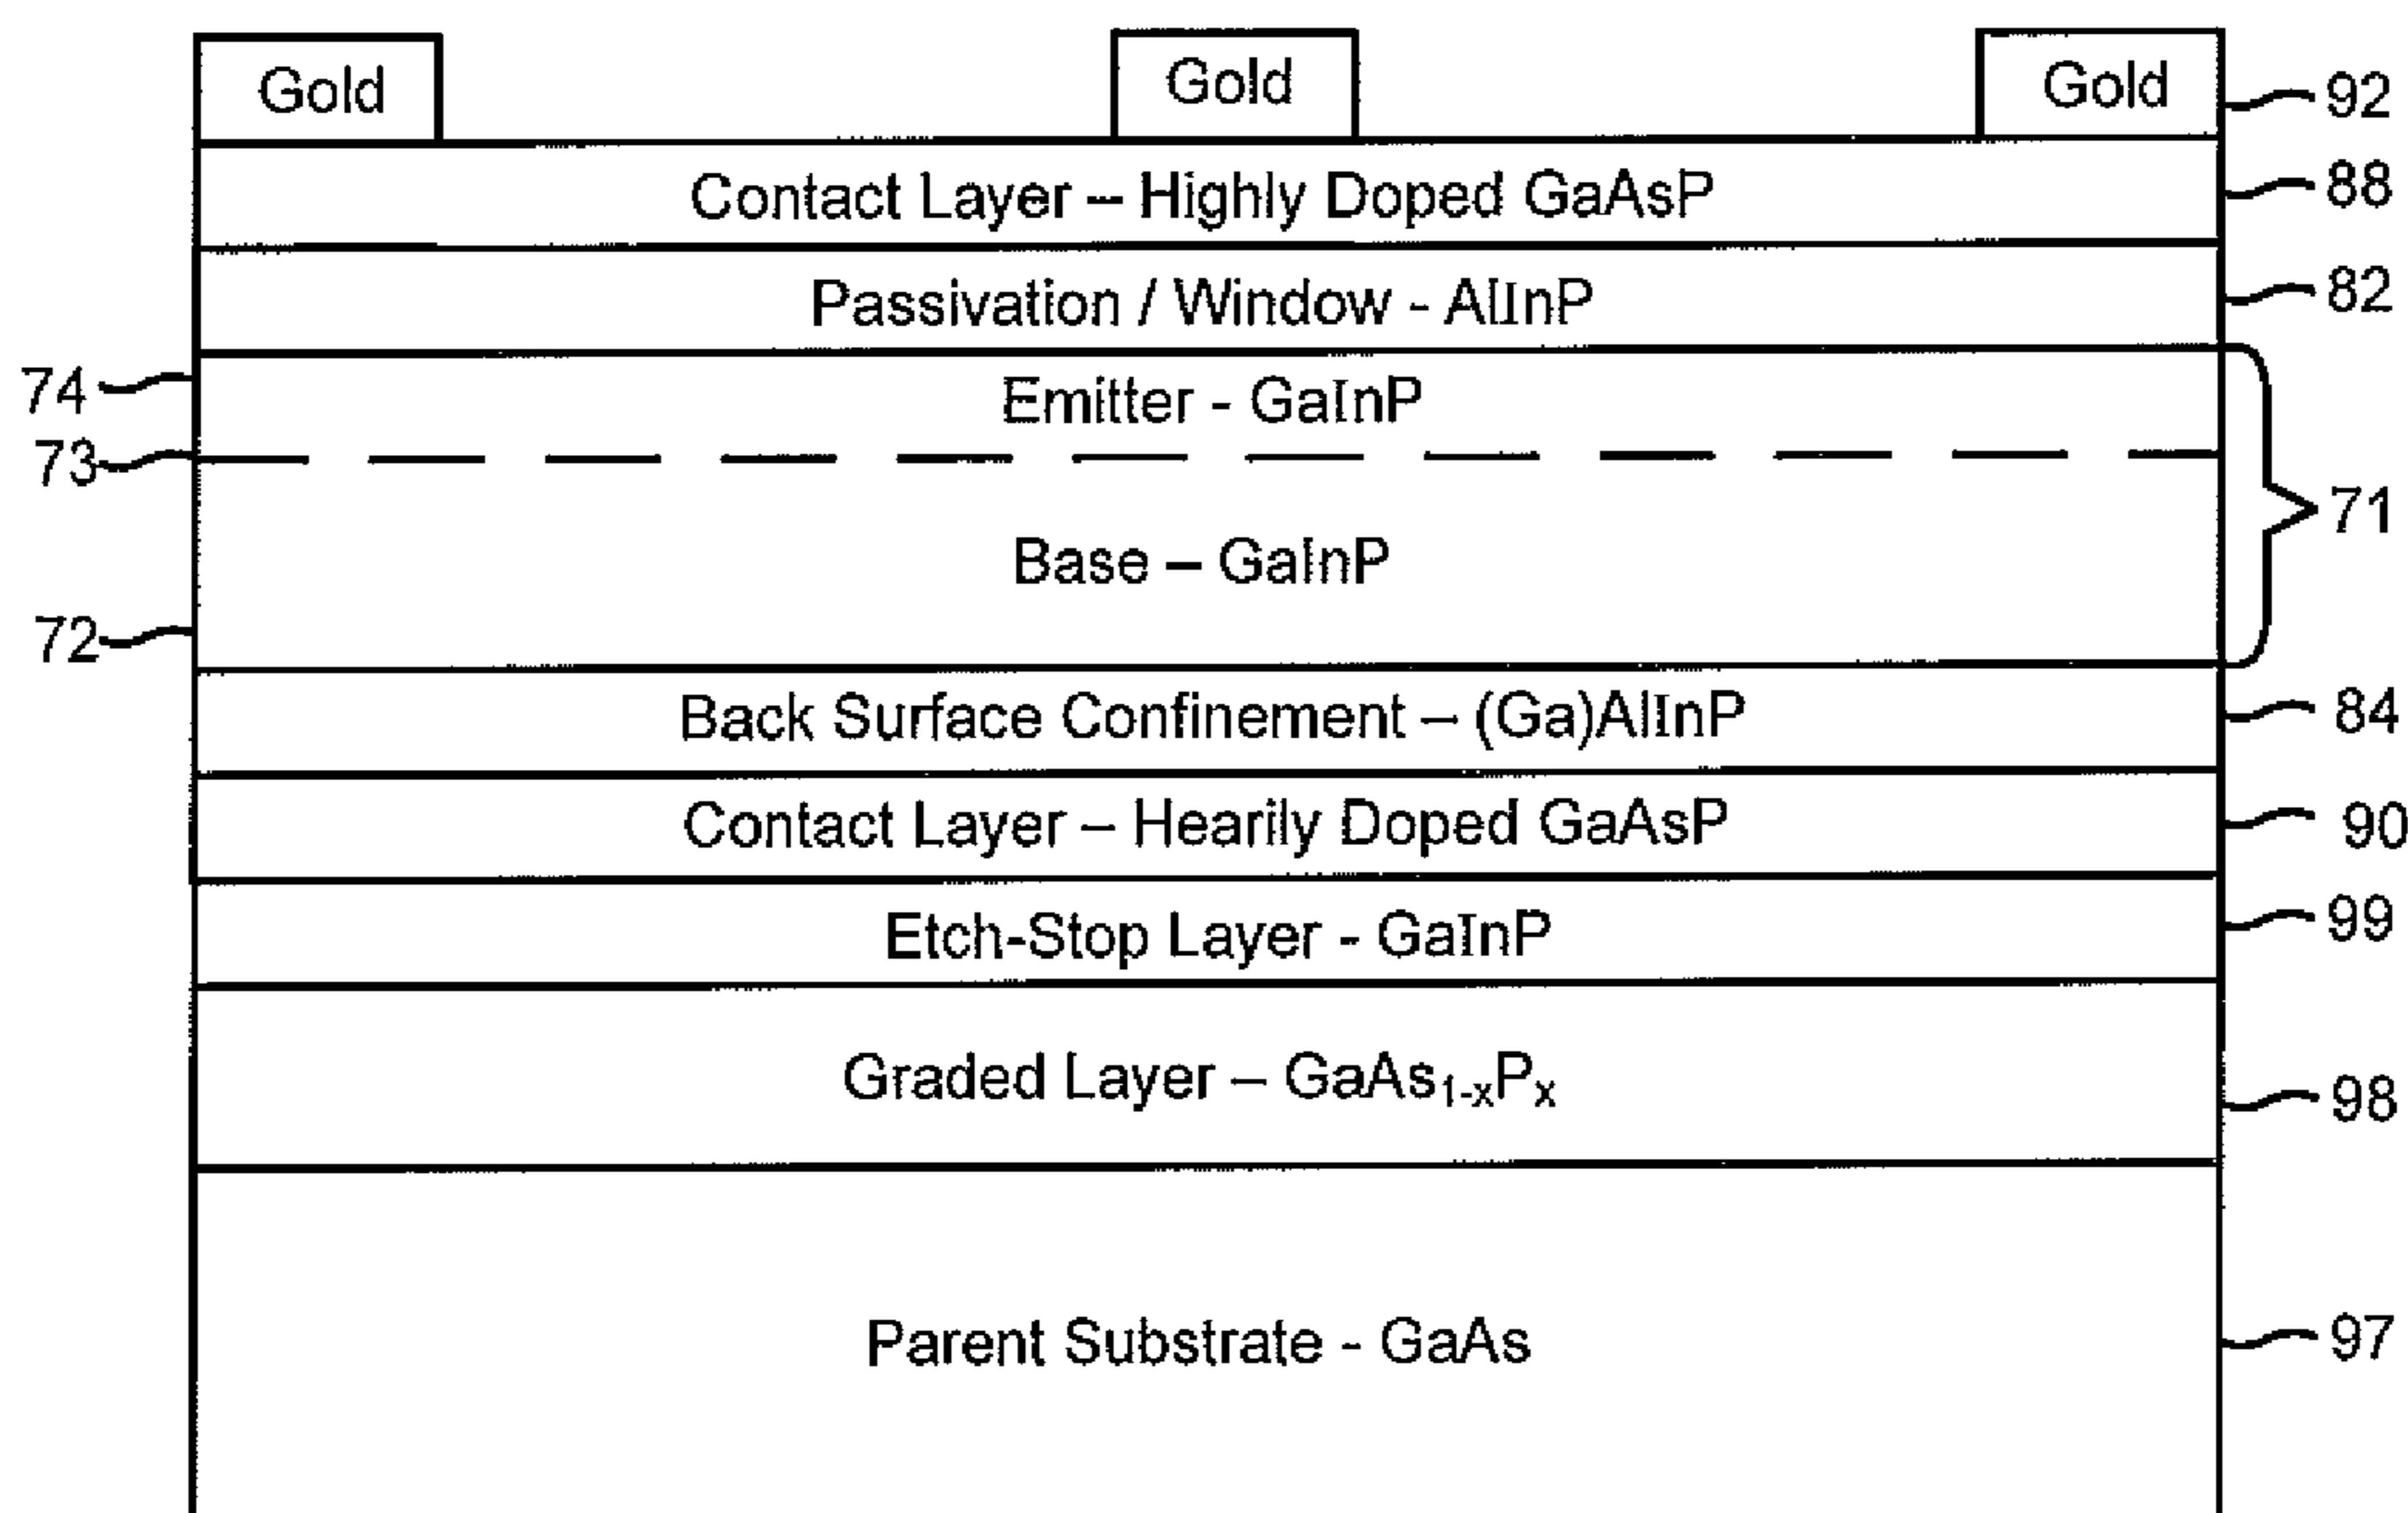 Gold Gold Gold 92
Contact Layer – Highly Doped GaAsP 88
Passivation / Window - AlInP 82
74 Emitter - GaInP
73
71
Base – GaInP
72
Back Surface Confinement – (Ga)AlInP 84
Contact Layer – Hearily Doped GaAsP 90
Etch-Stop Layer - GaInP 99
Graded Layer – GaAs₁₋ₓPₓ 98
Parent Substrate - GaAs 97